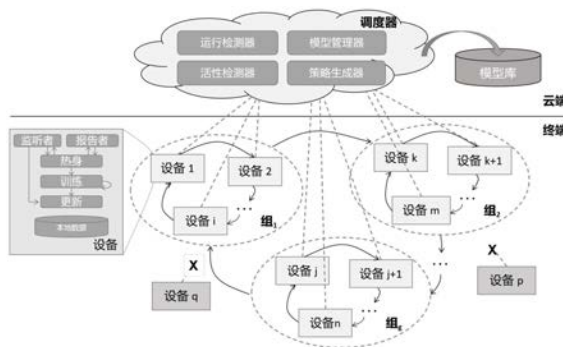 调度器
运行检测器 模型管理器
活性检测器 策略生成器
模型库
云端
终端
监听者 报告者
热身
训练
更新
本地数据
设备
设备 1
设备 2
设备 i
...
组1
设备 k
设备 k+1
设备 m
...
组2
...
X
设备 q
设备 j
设备 j+1
设备n
...
组g
X
设备 p